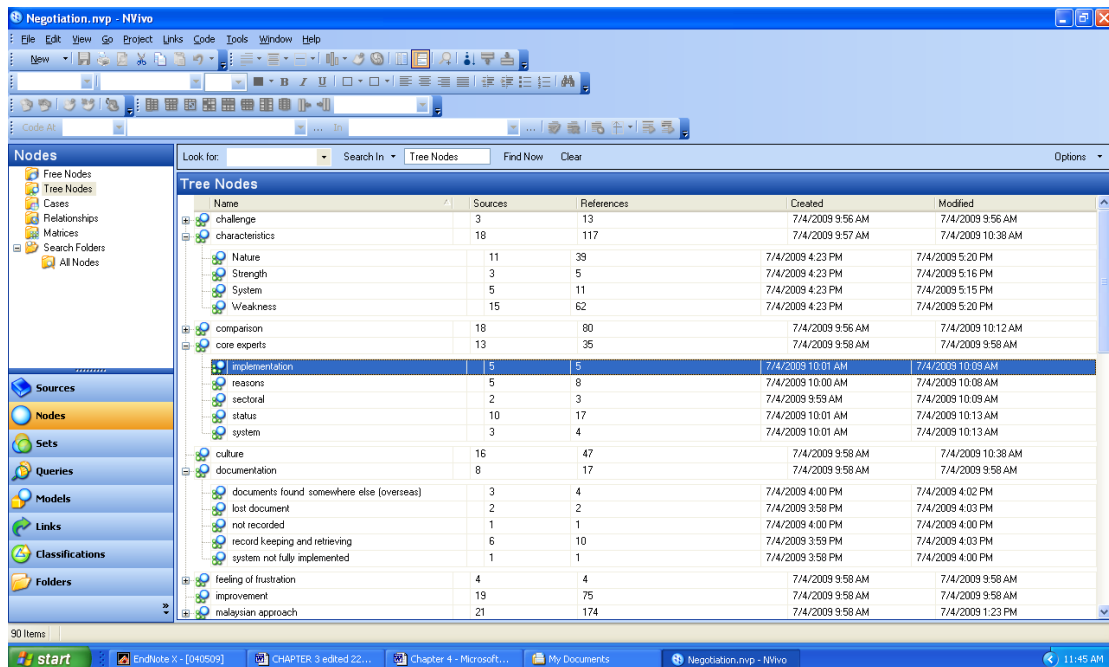 Negotiation.nvp - NVivo
File Edit View Go Project Links Code Tools Window Help
New
B I U
Code At In
Nodes
Free Nodes
Tree Nodes
Cases
Relationships
Matrices
Search Folders
All Nodes
Sources
Nodes
Sets
Queries
Models
Links
Classifications
Folders
Look for: Search In Tree Nodes Find Now Clear Options
Tree Nodes
Name Sources References Created Modified
challenge 3 13 7/4/2009 9:56 AM 7/4/2009 9:56 AM
characteristics 18 117 7/4/2009 9:57 AM 7/4/2009 10:38 AM
Nature 11 39 7/4/2009 4:23 PM 7/4/2009 5:20 PM
Strength 3 5 7/4/2009 4:23 PM 7/4/2009 5:16 PM
System 5 11 7/4/2009 4:23 PM 7/4/2009 5:15 PM
Weakness 15 62 7/4/2009 4:23 PM 7/4/2009 5:20 PM
comparison 18 80 7/4/2009 9:56 AM 7/4/2009 10:12 AM
core experts 13 35 7/4/2009 9:58 AM 7/4/2009 9:58 AM
implementation 5 5 7/4/2009 10:01 AM 7/4/2009 10:09 AM
reasons 5 8 7/4/2009 10:00 AM 7/4/2009 10:08 AM
sectoral 2 3 7/4/2009 9:59 AM 7/4/2009 10:09 AM
status 10 17 7/4/2009 10:01 AM 7/4/2009 10:13 AM
system 3 4 7/4/2009 10:01 AM 7/4/2009 10:13 AM
culture 16 47 7/4/2009 9:58 AM 7/4/2009 10:38 AM
documentation 8 17 7/4/2009 9:58 AM 7/4/2009 9:58 AM
documents found somewhere else (overseas) 3 4 7/4/2009 4:00 PM 7/4/2009 4:02 PM
lost document 2 2 7/4/2009 3:58 PM 7/4/2009 4:03 PM
not recorded 1 1 7/4/2009 4:00 PM 7/4/2009 4:00 PM
record keeping and retrieving 6 10 7/4/2009 3:59 PM 7/4/2009 4:03 PM
system not fully implemented 1 1 7/4/2009 3:58 PM 7/4/2009 4:00 PM
feeling of frustration 4 4 7/4/2009 9:58 AM 7/4/2009 9:58 AM
improvement 19 75 7/4/2009 9:58 AM 7/4/2009 9:58 AM
malaysian approach 21 174 7/4/2009 9:58 AM 7/4/2009 1:23 PM
90 Items
start EndNote X - [040509] CHAPTER 3 edited 22... Chapter 4 - Microsoft... My Documents Negotiation.nvp - NVivo 11:45 AM